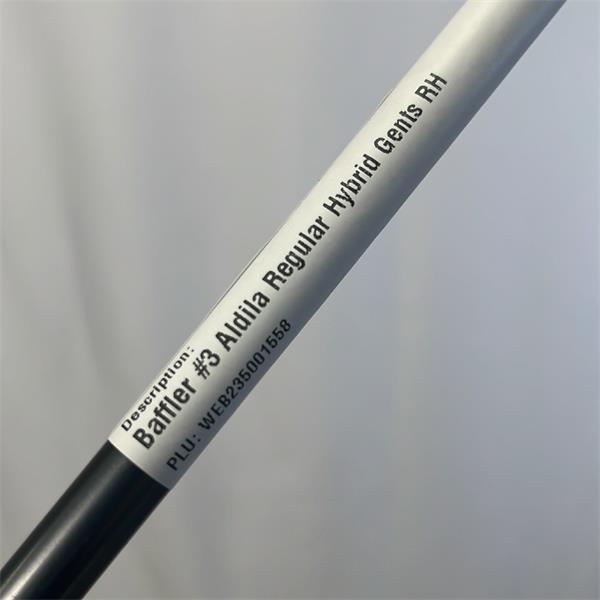 Description:
Baffler #3 Aldila Regular Hybrid Gents RH
PLU: WEB235001558